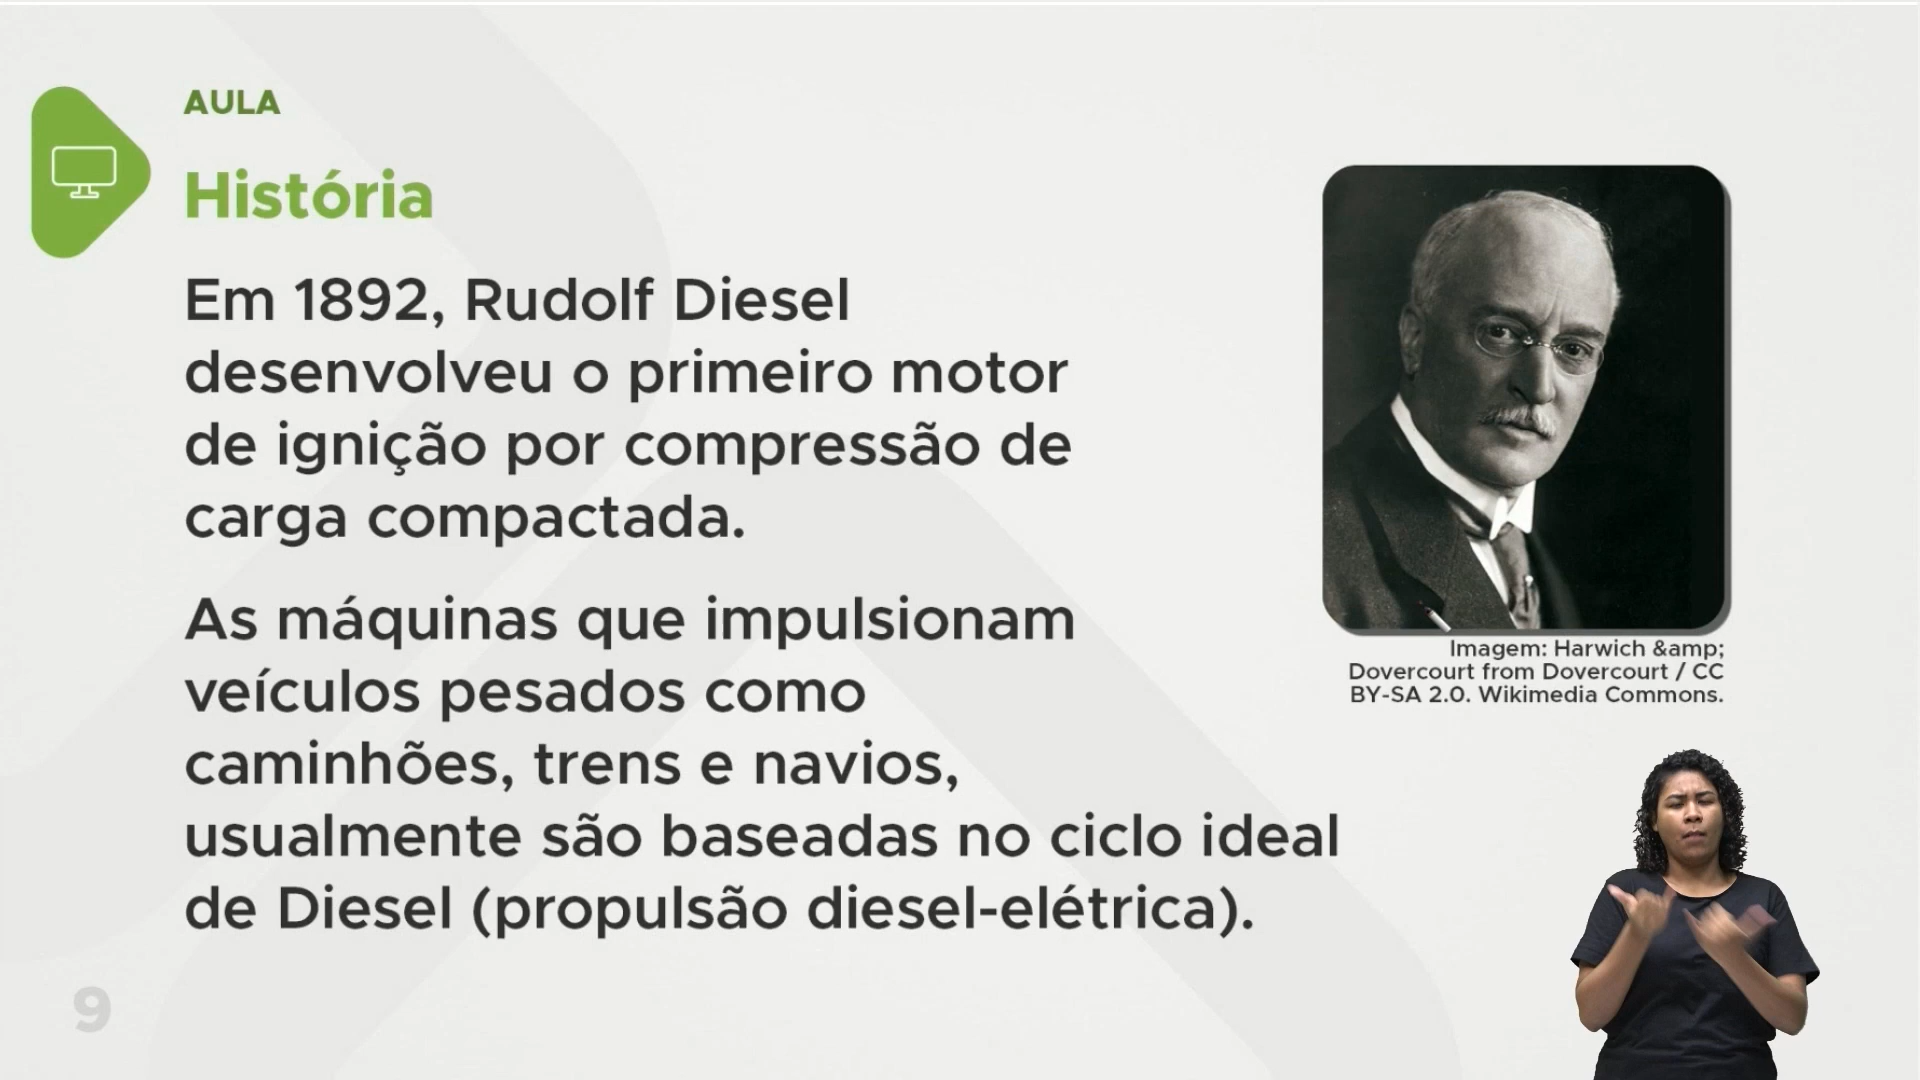 AULA
História
Em 1892, Rudolf Diesel
desenvolveu o primeiro motor
de ignição por compressão de
carga compactada.
As máquinas que impulsionam
veículos pesados como
caminhões, trens e navios,
usualmente são baseadas no ciclo ideal
de Diesel (propulsão diesel-elétrica).
Imagem: Harwich &amp;
Dovercourt from Dovercourt / CC
BY-SA 2.0. Wikimedia Commons.
9